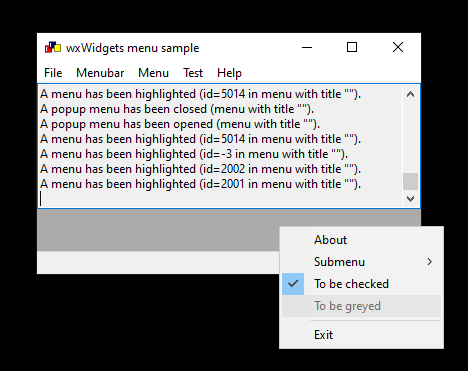 wxWidgets menu sample
File Menubar Menu Test Help
A menu has been highlighted (id=5014 in menu with title "").
A popup menu has been closed (menu with title "").
A popup menu has been opened (menu with title "").
A menu has been highlighted (id=5014 in menu with title "").
A menu has been highlighted (id=-3 in menu with title "").
A menu has been highlighted (id=2002 in menu with title "").
A menu has been highlighted (id=2001 in menu with title "").
About
Submenu
To be checked
To be greyed
Exit